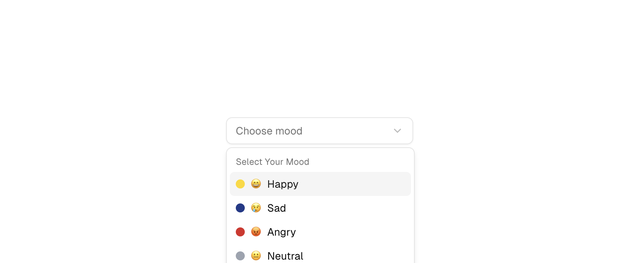 Choose mood
Select Your Mood
😄 Happy
😢 Sad
😡 Angry
😐 Neutral